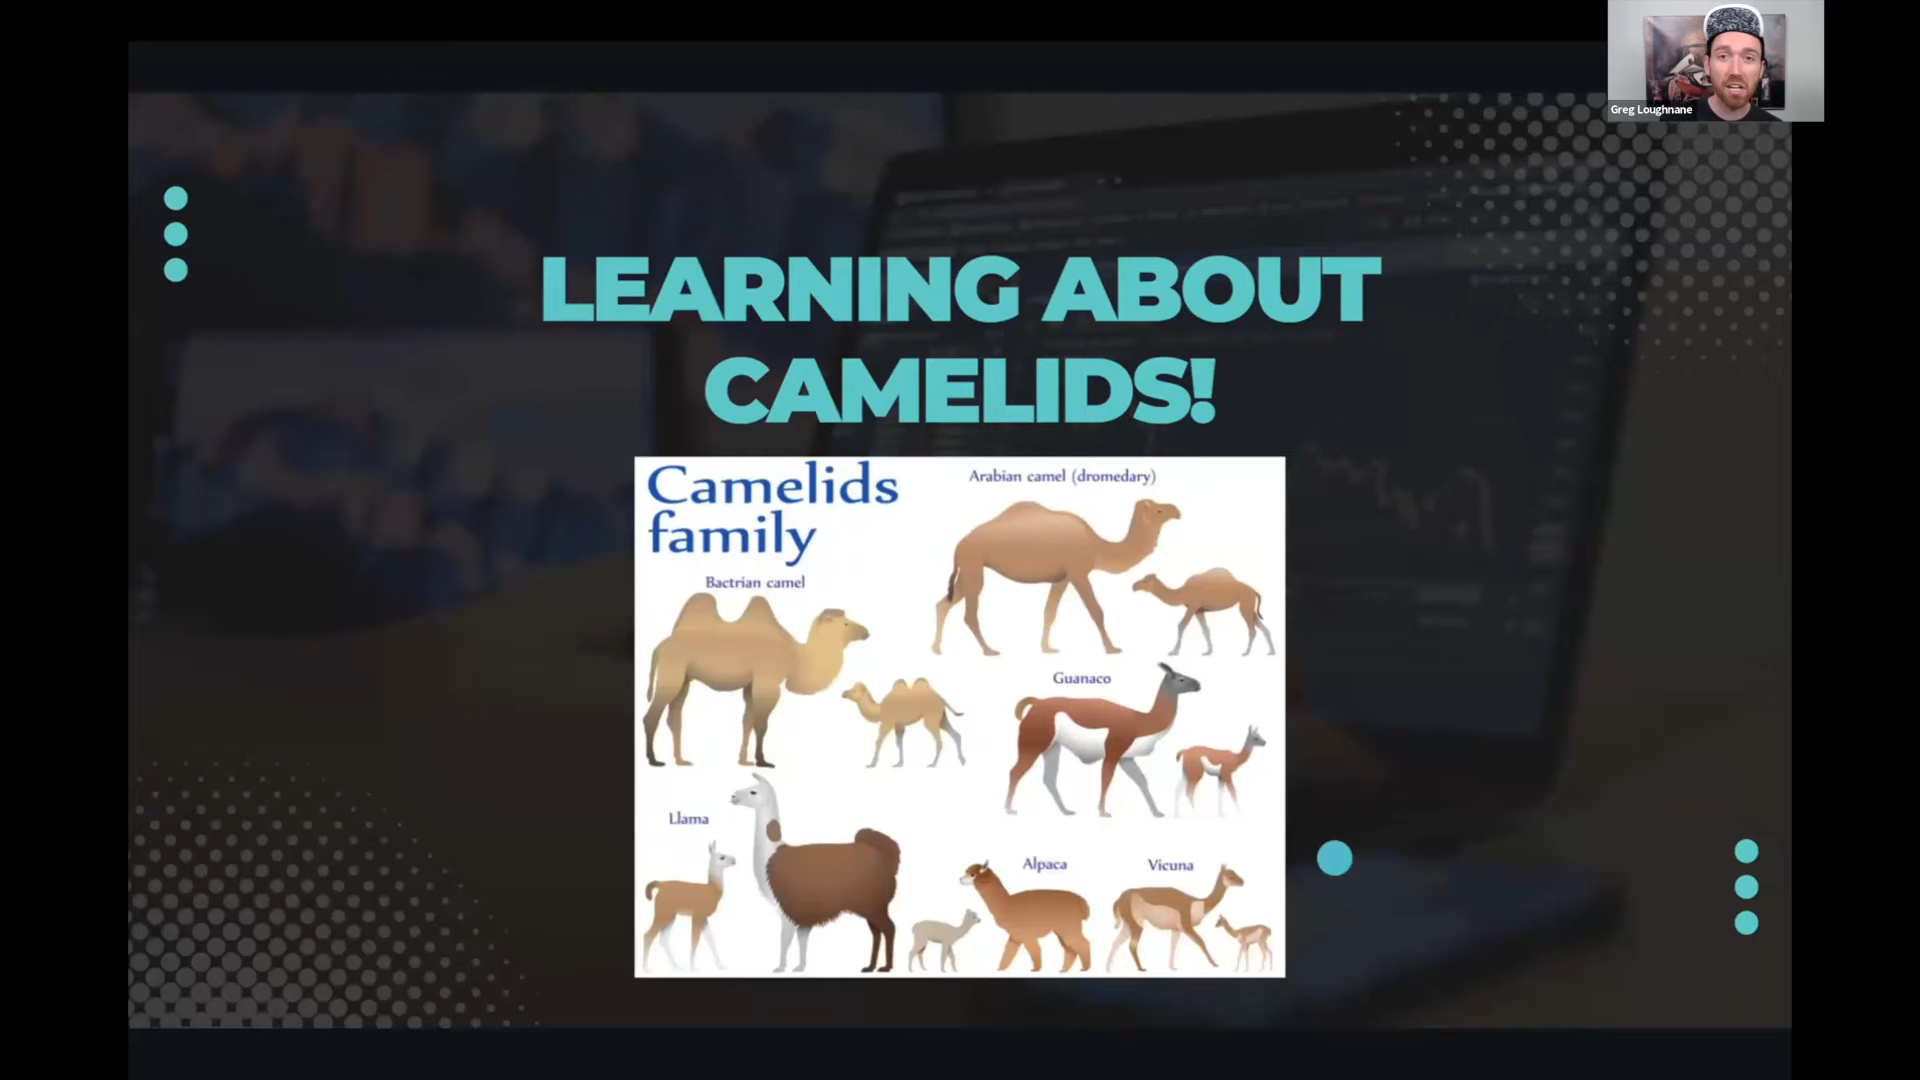 Greg Loughnane
LEARNING ABOUT
CAMELIDS!
Camelids
family
Arabian camel (dromedary)
Bactrian camel
Guanaco
Llama
Alpaca
Vicuna